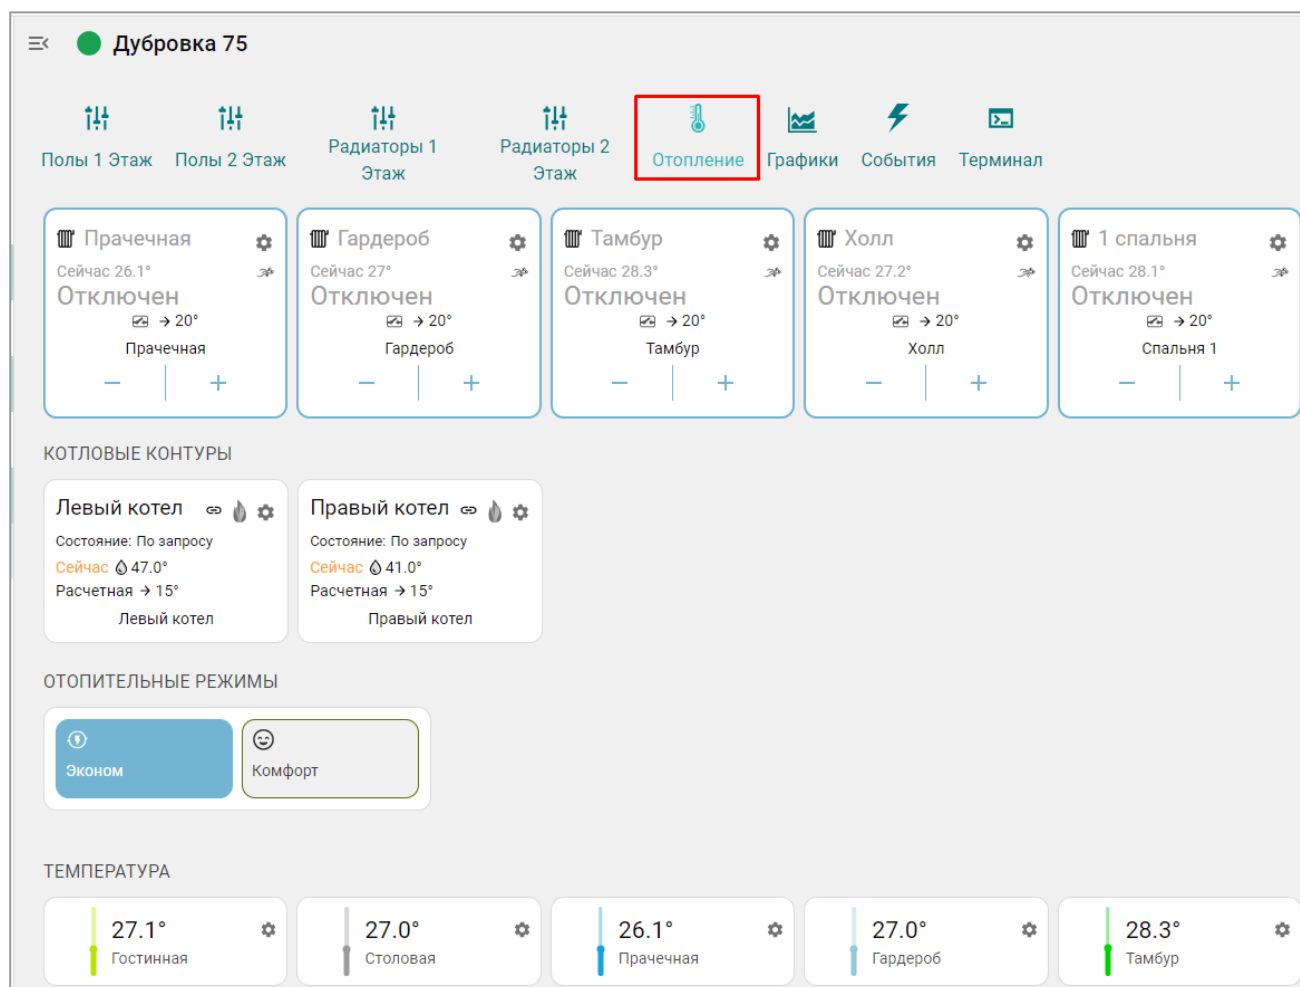 Дубровка 75
Полы 1 Этаж Полы 2 Этаж Радиаторы 1 Этаж Радиаторы 2 Этаж Отопление Графики События Терминал
Прачечная Гардероб Тамбур Холл 1 спальня
Сейчас 26.1° Сейчас 27° Сейчас 28.3° Сейчас 27.2° Сейчас 28.1°
Отключен Отключен Отключен Отключен Отключен
→ 20° → 20° → 20° → 20° → 20°
Прачечная Гардероб Тамбур Холл Спальня 1
− + − + − + − + − +
КОТЛОВЫЕ КОНТУРЫ
Левый котел Правый котел
Состояние: По запросу Состояние: По запросу
Сейчас 47.0° Сейчас 41.0°
Расчетная → 15° Расчетная → 15°
Левый котел Правый котел
ОТОПИТЕЛЬНЫЕ РЕЖИМЫ
Эконом Комфорт
ТЕМПЕРАТУРА
27.1° 27.0° 26.1° 27.0° 28.3°
Гостинная Столовая Прачечная Гардероб Тамбур